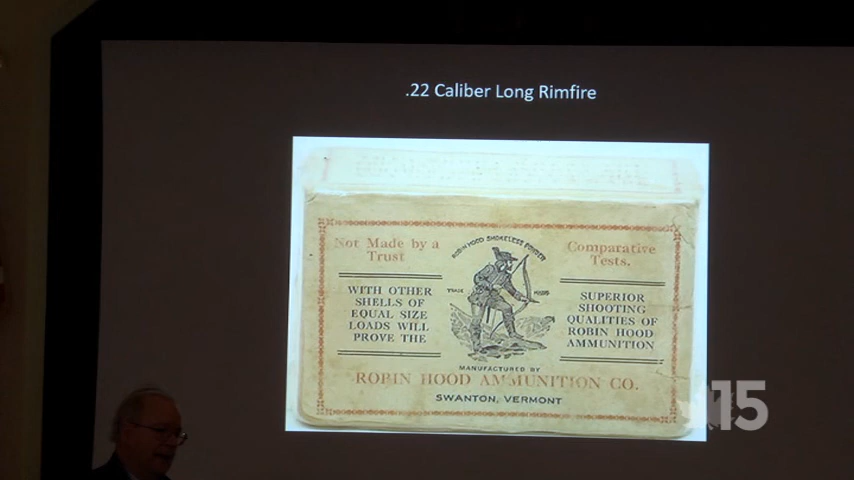 .22 Caliber Long Rimfire
Not Made by a
Trust
Comparative
Tests.
ROBIN HOOD SMOKELESS POWDER
TRADE MARK
WITH OTHER
SHELLS OF
EQUAL SIZE
LOADS WILL
PROVE THE
SUPERIOR
SHOOTING
QUALITIES OF
ROBIN HOOD
AMMUNITION
MANUFACTURED BY
ROBIN HOOD AMMUNITION CO.
SWANTON, VERMONT
15